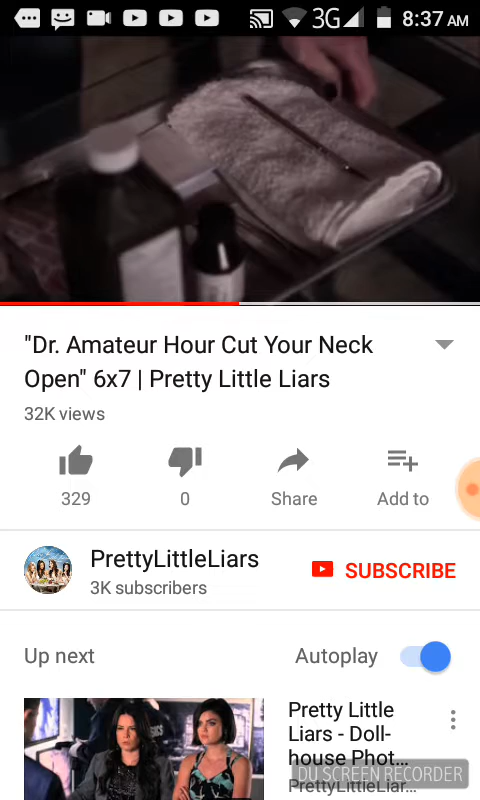 3G 8:37 AM
"Dr. Amateur Hour Cut Your Neck
Open" 6x7 | Pretty Little Liars
32K views
329
0
Share
Add to
PrettyLittleLiars
3K subscribers
SUBSCRIBE
Up next
Autoplay
Pretty Little
Liars - Doll-
house Phot...
PrettyLittleLiar...
DU SCREEN RECORDER